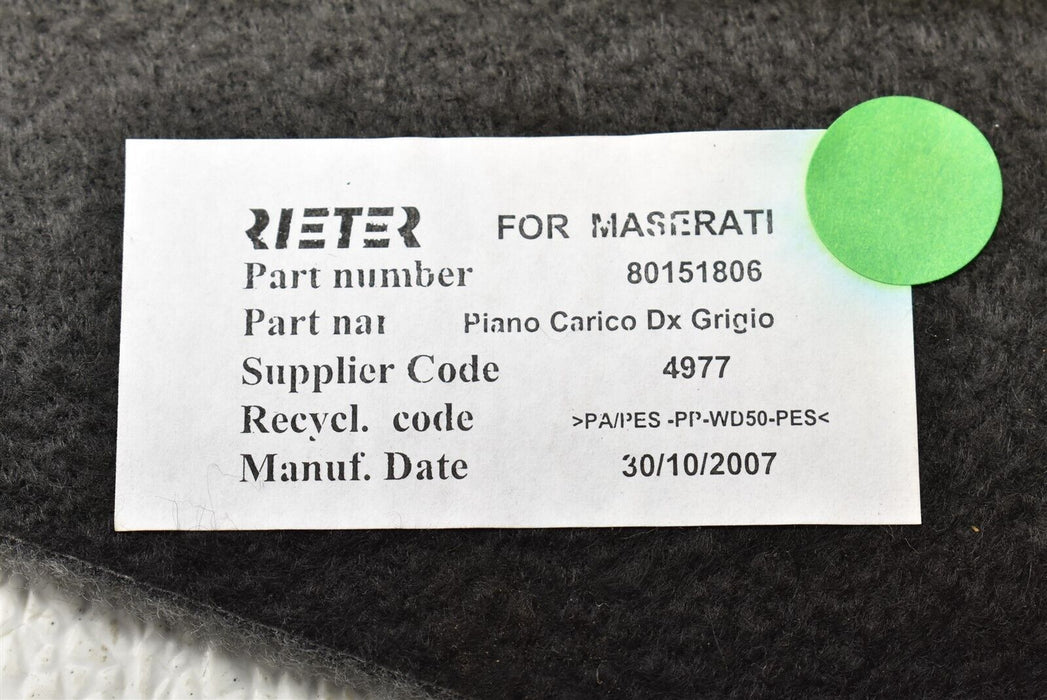 RIETER FOR MASERATI
Part number 80151806
Part nai Piano Carico Dx Grigio
Supplier Code 4977
Recycl. code >PA/PES -PP-WD50-PES<
Manuf. Date 30/10/2007